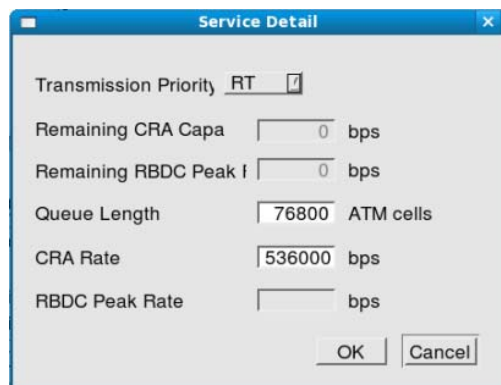 Service Detail
Transmission Priority RT
Remaining CRA Capa 0 bps
Remaining RBDC Peak 0 bps
Queue Length 76800 ATM cells
CRA Rate 536000 bps
RBDC Peak Rate bps
OK Cancel